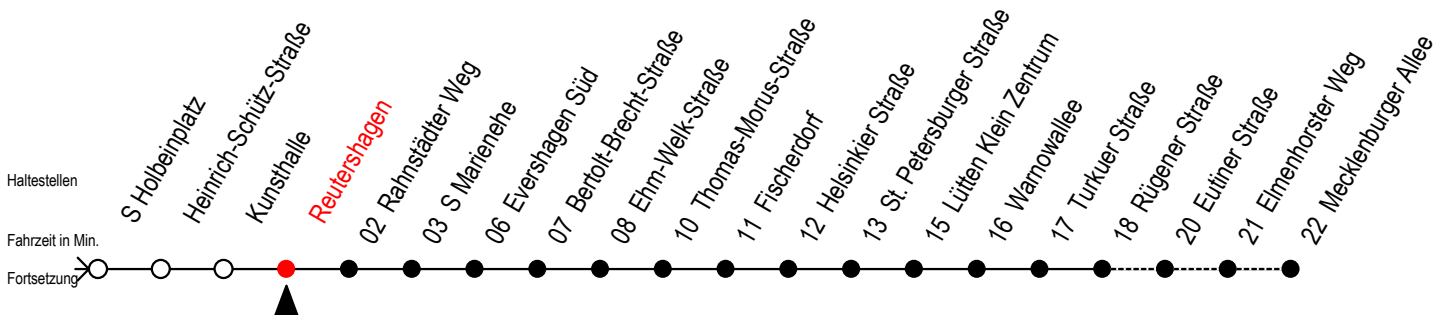 Haltestellen
Fahrzeit in Min.
Fortsetzung
S Holbeinplatz
Heinrich-Schütz-Straße
Kunsthalle
Reutershagen
02 Rahnstädter Weg
03 S Marienehe
06 Evershagen Süd
07 Bertolt-Brecht-Straße
08 Ehm-Welk-Straße
10 Thomas-Morus-Straße
11 Fischerdorf
12 Helsinkier Straße
13 St. Petersburger Straße
15 Lütten Klein Zentrum
16 Warnowallee
17 Turkuer Straße
18 Rügener Straße
20 Eutiner Straße
21 Elmenhorster Weg
22 Mecklenburger Allee